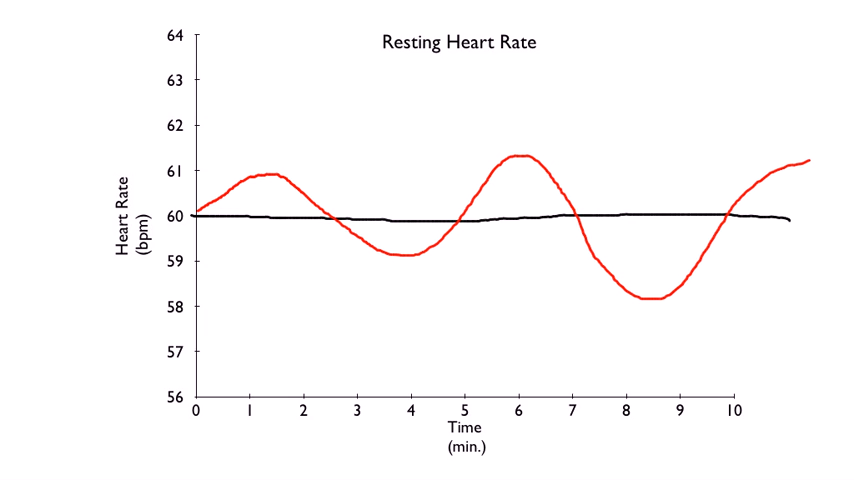 Resting Heart Rate
64
63
62
61
60
59
58
57
56
Heart Rate
(bpm)
0 1 2 3 4 5 6 7 8 9 10
Time
(min.)